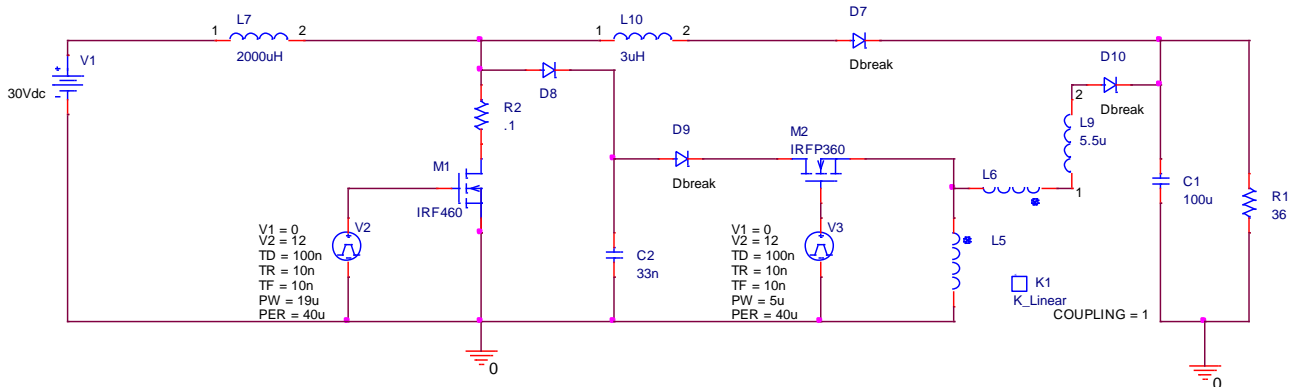 L7
1
2
2000uH
V1
30Vdc
L10
1
2
3uH
D7
Dbreak
D8
R2
.1
M1
IRF460
V2
V1 = 0
V2 = 12
TD = 100n
TR = 10n
TF = 10n
PW = 19u
PER = 40u
C2
33n
D9
Dbreak
M2
IRFP360
V3
V1 = 0
V2 = 12
TD = 100n
TR = 10n
TF = 10n
PW = 5u
PER = 40u
L6
L5
D10
Dbreak
2
L9
5.5u
1
K1
K_Linear
COUPLING = 1
C1
100u
R1
36
0
0